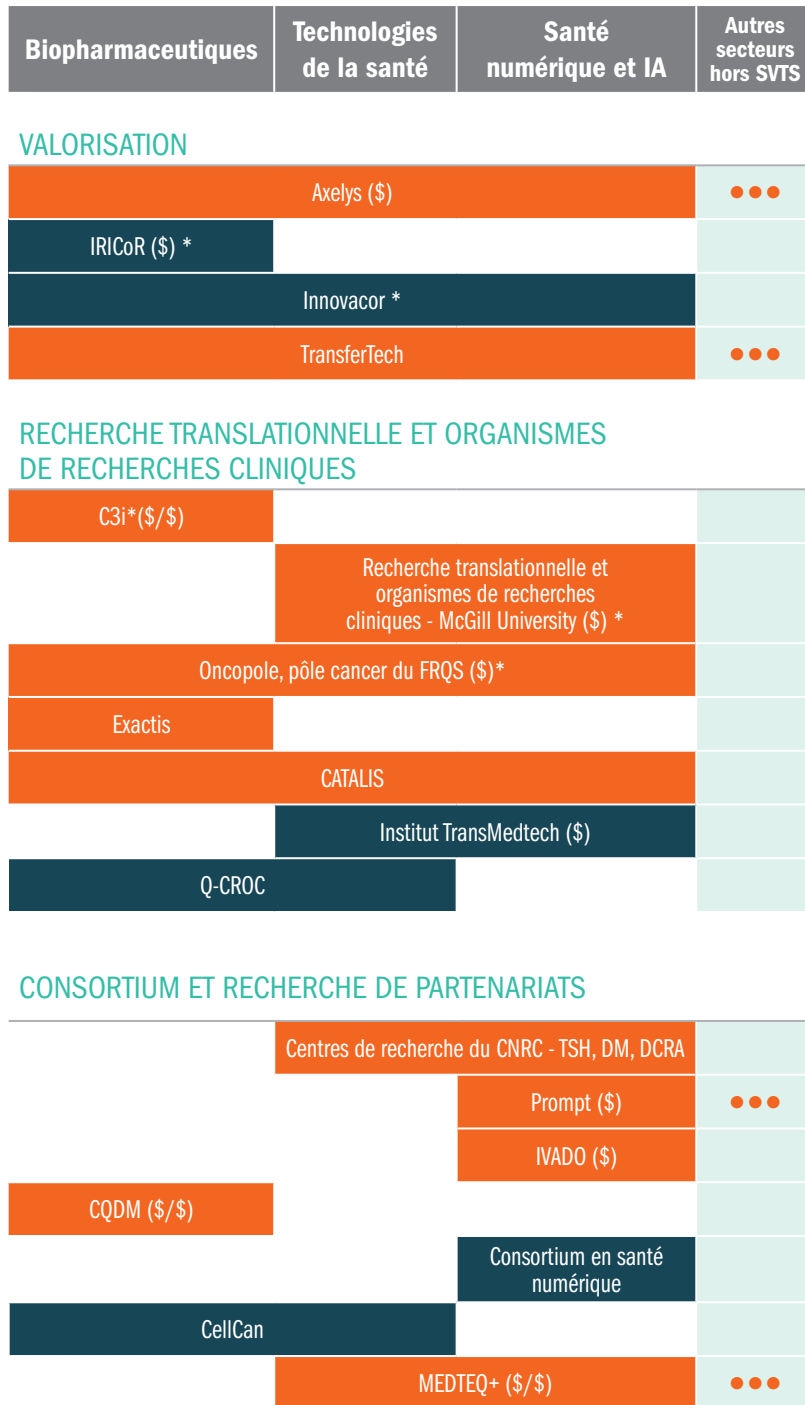 Biopharmaceutiques
Technologies
de la santé
Santé
numérique et IA
Autres
secteurs
hors SVTS
VALORISATION
Axelys ($)
IRICoR ($) *
Innovacor *
TransferTech
RECHERCHE TRANSLATIONNELLE ET ORGANISMES
DE RECHERCHES CLINIQUES
C3i*($/$)
Recherche translationnelle et
organismes de recherches
cliniques - McGill University ($) *
Oncopole, pôle cancer du FRQS ($)*
Exactis
CATALIS
Institut TransMedtech ($)
Q-CROC
CONSORTIUM ET RECHERCHE DE PARTENARIATS
Centres de recherche du CNRC - TSH, DM, DCRA
Prompt ($)
IVADO ($)
CQDM ($/$)
Consortium en santé
numérique
CellCan
MEDTEQ+ ($/$)